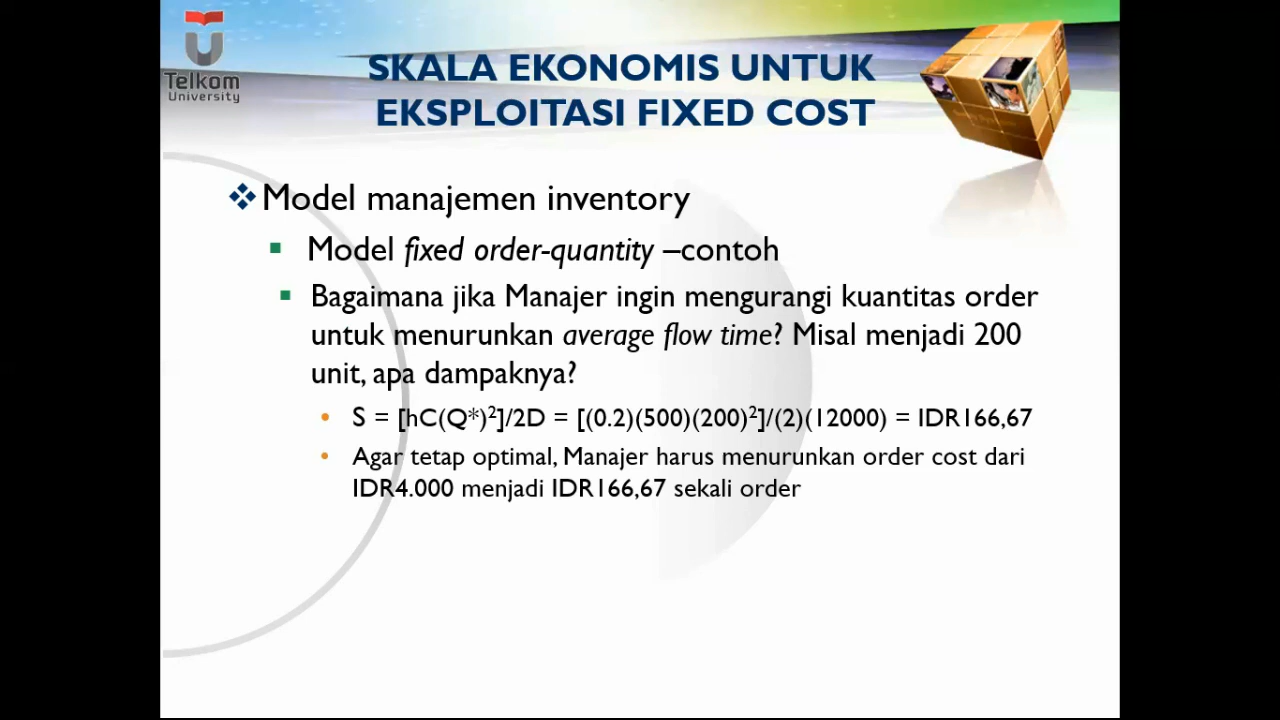 Telkom
University
SKALA EKONOMIS UNTUK
EKSPLOITASI FIXED COST
❖ Model manajemen inventory
▪ Model fixed order-quantity –contoh
▪ Bagaimana jika Manajer ingin mengurangi kuantitas order
untuk menurunkan average flow time? Misal menjadi 200
unit, apa dampaknya?
• S = [hC(Q*)²]/2D = [(0.2)(500)(200)²]/(2)(12000) = IDR166,67
• Agar tetap optimal, Manajer harus menurunkan order cost dari
IDR4.000 menjadi IDR166,67 sekali order